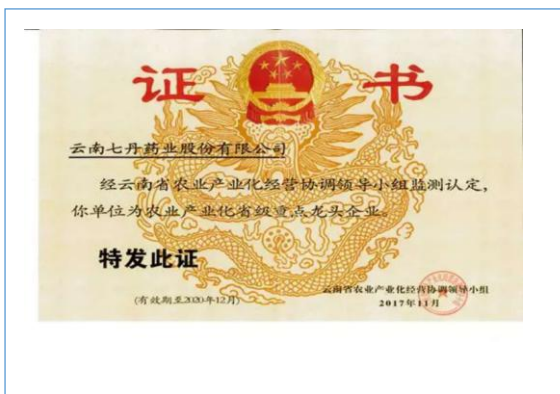 证书
云南七丹药业股份有限公司
经云南省农业产业化经营协调领导小组监测认定，
你单位为农业产业化省级重点龙头企业。
特发此证
(有效期至2020年12月)
云南省农业产业化经营协调领导小组
2017年11月